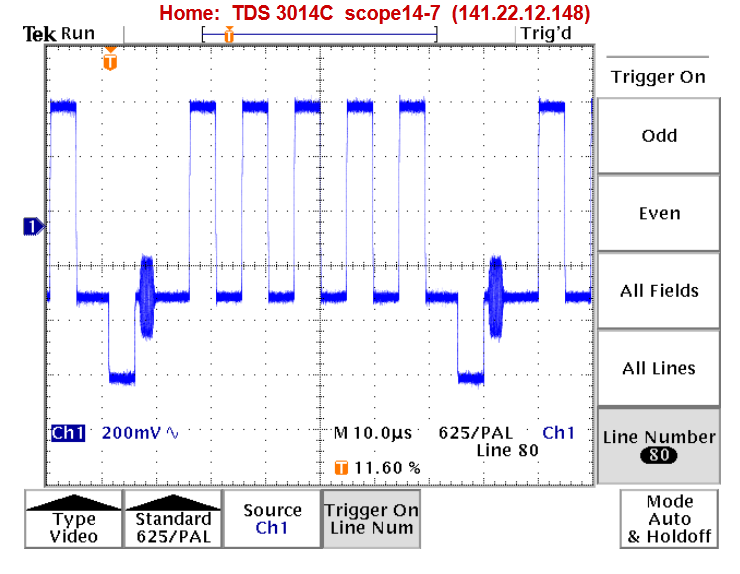 Home: TDS 3014C scope14-7 (141.22.12.148)
Tek Run
Trig'd
T
T
Trigger On
Odd
Even
All Fields
All Lines
Line Number
80
1
Ch1 200mV∿ M 10.0µs 625/PAL Ch1
Line 80
T 11.60 %
Type
Video
Standard
625/PAL
Source
Ch1
Trigger On
Line Num
Mode
Auto
& Holdoff